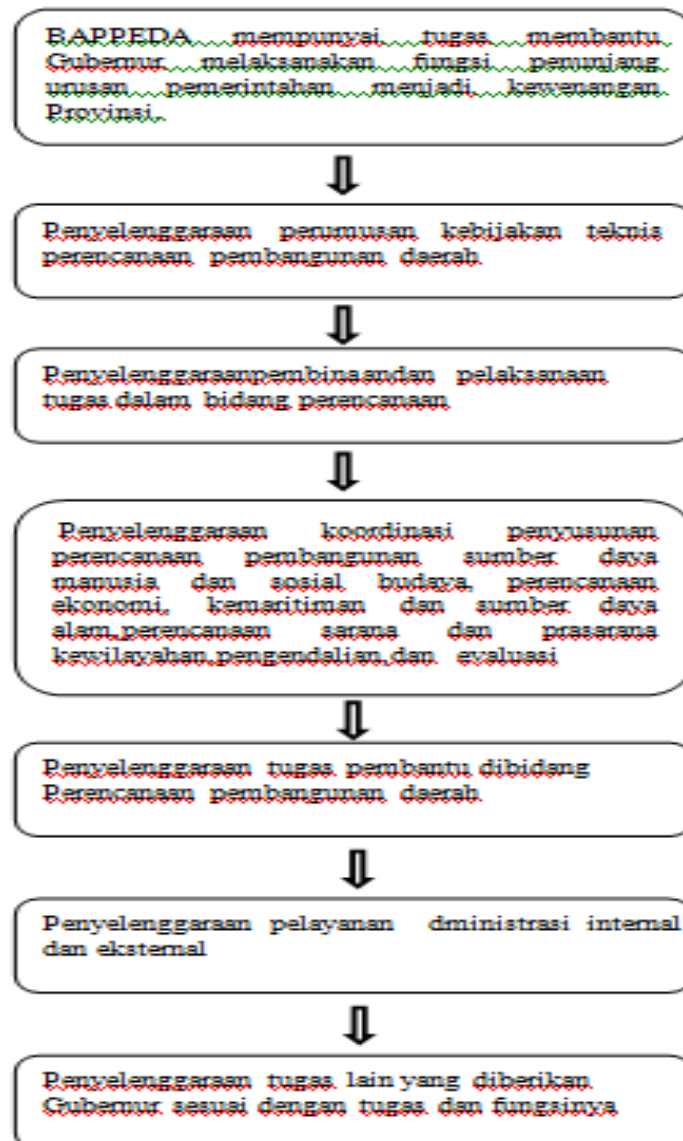 BAPPEDA mempunyai tugas membantu
Gubernur melaksanakan fungsi penunjang
urusan pemerintahan menjadi kewenangan
Provinsi.
Penyelenggaraan perumusan kebijakan teknis
perencanaan pembangunan daerah
Penyelenggaraanpembinaandan pelaksanaan
tugas dalam bidang perencanaan
Penyelenggaraan koordinasi penyusunan
perencanaan pembangunan sumber daya
manusia dan sosial budaya, perencanaan
ekonomi, kemaritiman dan sumber daya
alam,perencanaan sarana dan prasarana
kewilayahan,pengendalian,dan evaluasi
Penyelenggaraan tugas pembantu dibidang
Perencanaan pembangunan daerah
Penyelenggaraan pelayanan dministrasi internal
dan eksternal
Penyelenggaraan tugas lain yang diberikan
Gubernur sesuai dengan tugas dan fungsinya